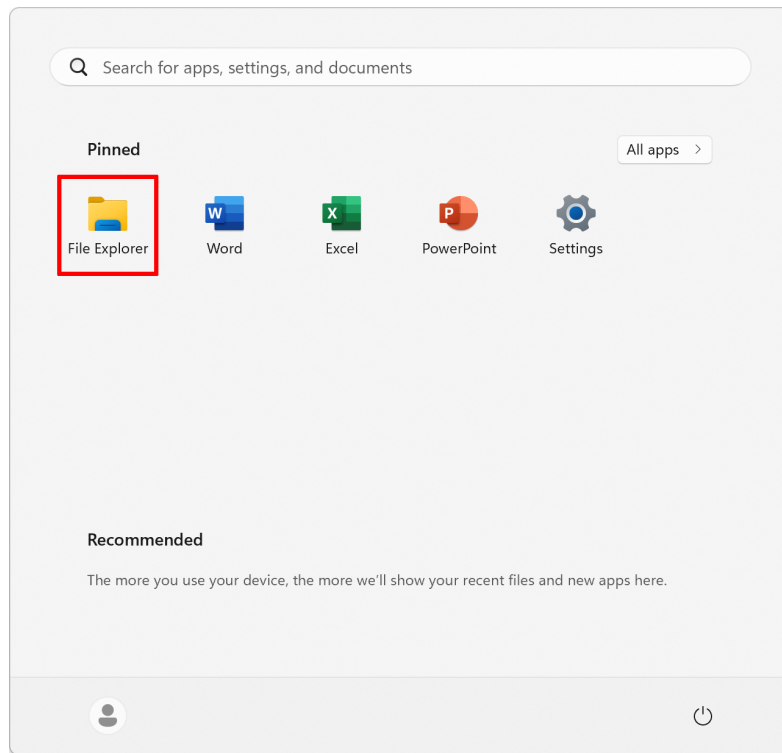 Search for apps, settings, and documents
Pinned
All apps
File Explorer
Word
Excel
PowerPoint
Settings
Recommended
The more you use your device, the more we'll show your recent files and new apps here.